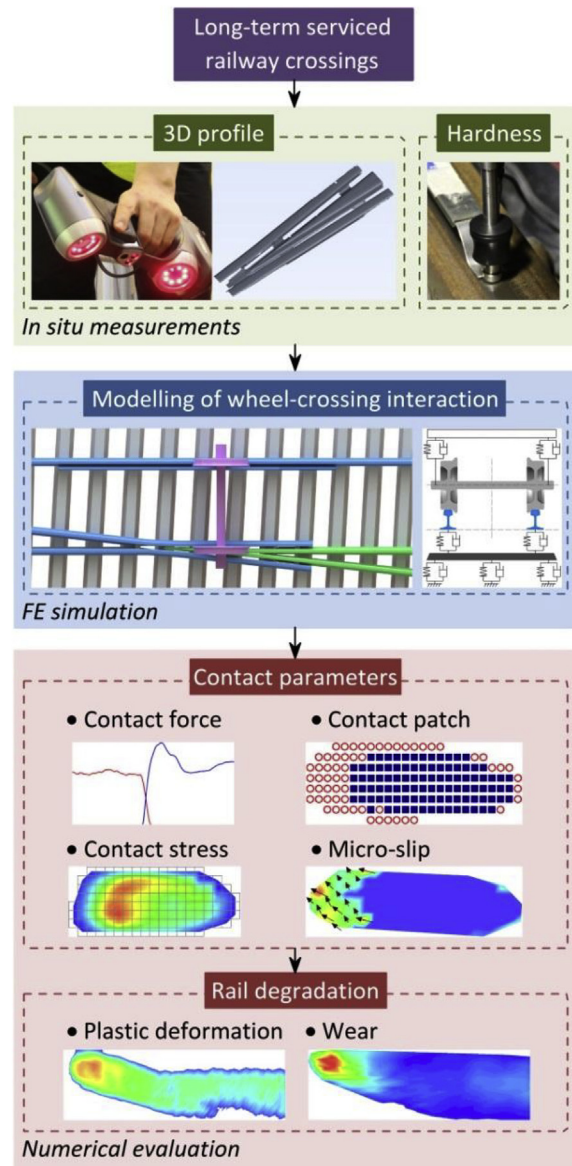 Long-term serviced
railway crossings
3D profile
Hardness
In situ measurements
Modelling of wheel-crossing interaction
FE simulation
Contact parameters
• Contact force
• Contact patch
• Contact stress
• Micro-slip
Rail degradation
• Plastic deformation
• Wear
Numerical evaluation